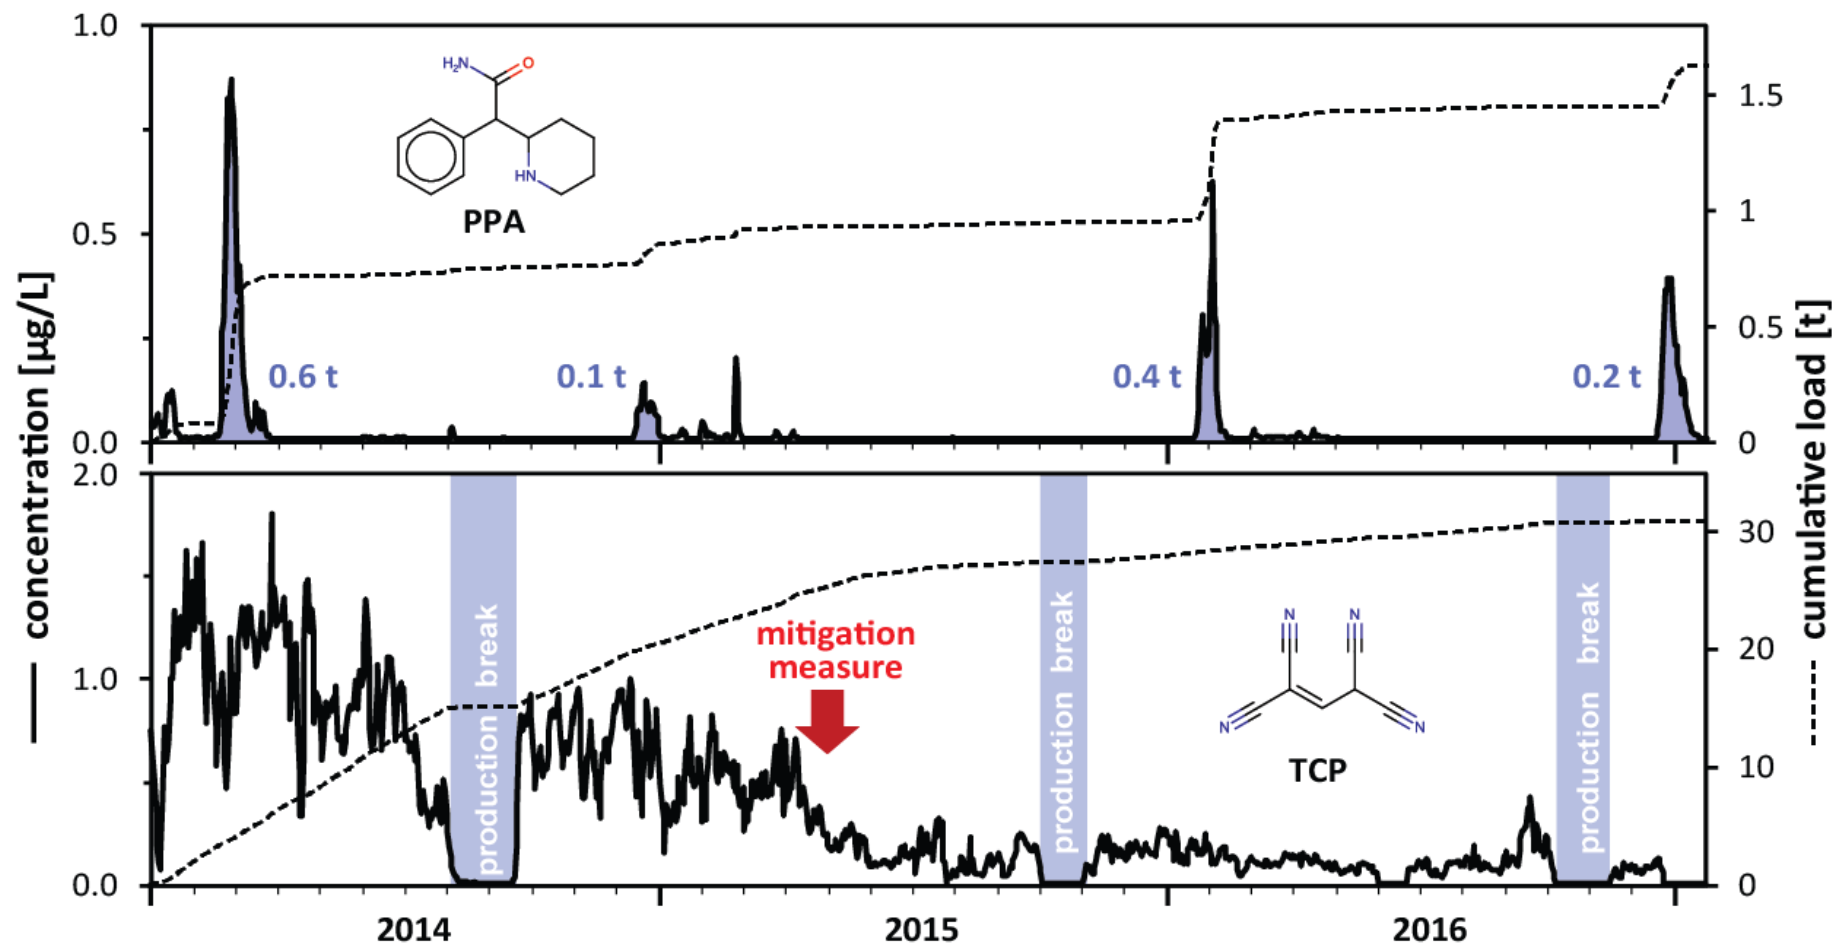 1.0
0.5
0.0
1.5
1
0.5
0
H₂N
O
HN
PPA
0.6 t
0.1 t
0.4 t
0.2 t
concentration [µg/L]
cumulative load [t]
2.0
1.0
0.0
30
20
10
0
production break
mitigation
measure
production break
production break
N
N
N
N
TCP
2014
2015
2016